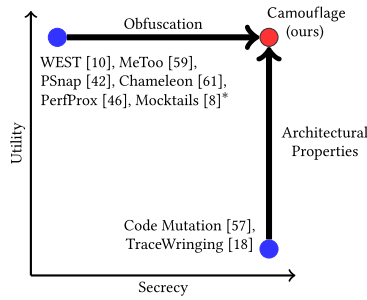 Obfuscation
Camouflage
(ours)
WEST [10], MeToo [59],
PSnap [42], Chameleon [61],
PerfProx [46], Mocktails [8]*
Architectural
Properties
Utility
Code Mutation [57],
TraceWringing [18]
Secrecy